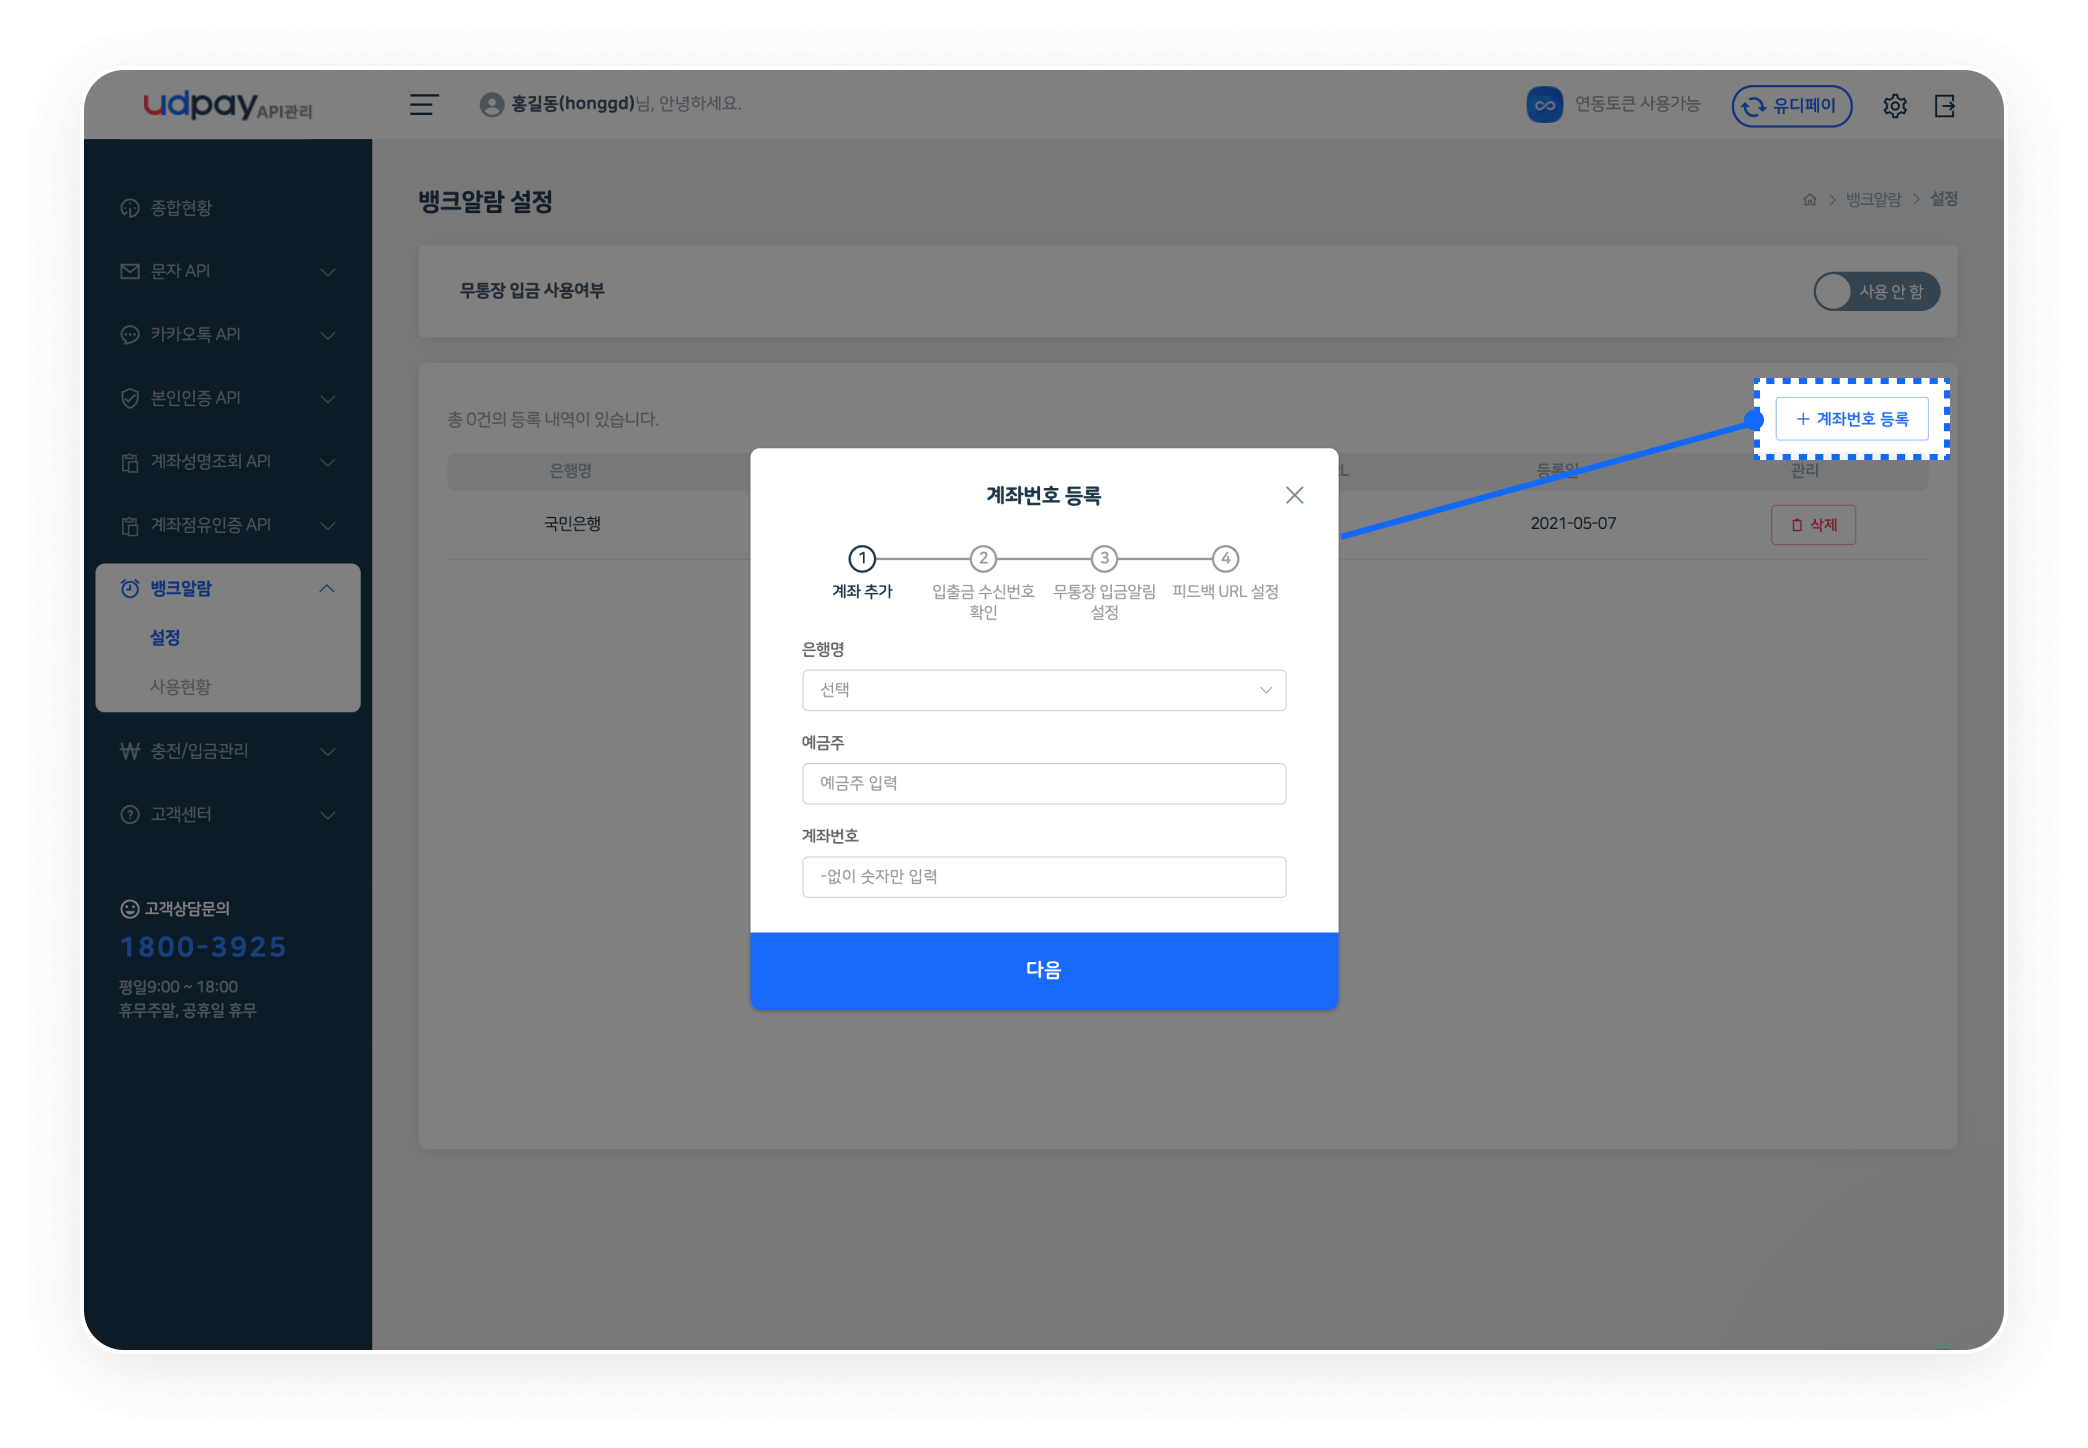 udpay API관리
홍길동(honggd)님, 안녕하세요.
연동토큰 사용가능
유디페이
종합현황
문자 API
카카오톡 API
본인인증 API
계좌성명조회 API
계좌점유인증 API
뱅크알람
설정
사용현황
충전/입금관리
고객센터
고객상담문의
1800-3925
평일9:00 ~ 18:00
휴무주말, 공휴일 휴무
뱅크알람 설정
뱅크알람 > 설정
무통장 입금 사용여부
사용 안 함
총 0건의 등록 내역이 있습니다.
+ 계좌번호 등록
은행명
등록일
관리
국민은행
2021-05-07
삭제
계좌번호 등록
1
2
3
4
계좌 추가
입출금 수신번호
확인
무통장 입금알림
설정
피드백 URL 설정
은행명
선택
예금주
예금주 입력
계좌번호
-없이 숫자만 입력
다음